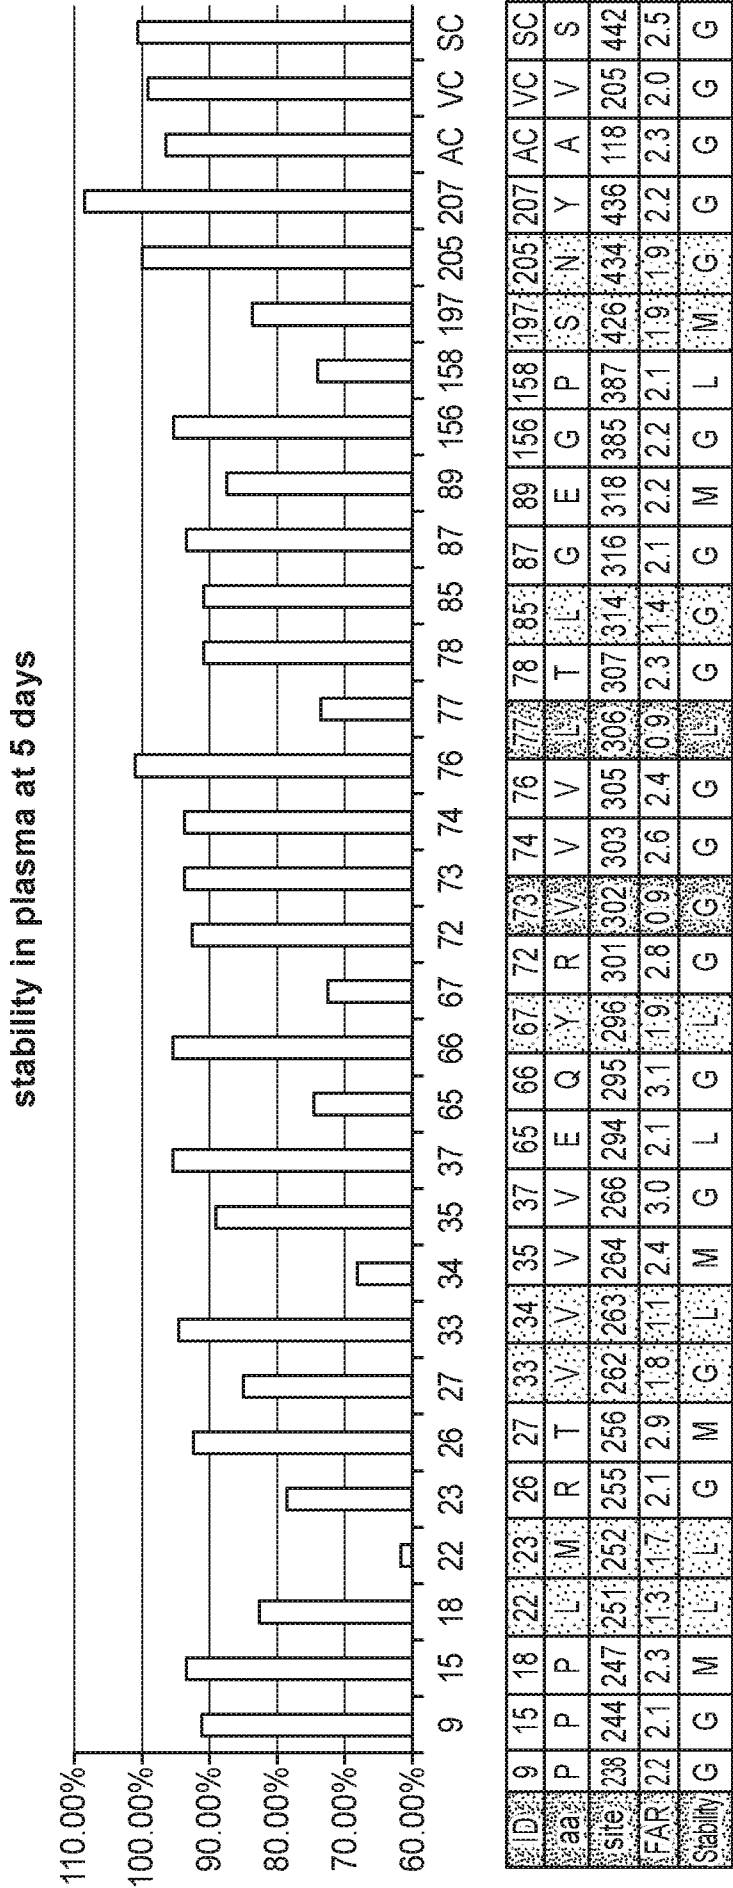 stability in plasma at 5 days
110.00%
100.00%
90.00%
80.00%
70.00%
60.00%
9 15 18 22 23 26 27 33 34 35 37 65 66 67 72 73 74 76 77 78 85 87 89 156 158 197 205 207 AC VC SC
ID 9 15 18 22 23 26 27 33 34 35 37 65 66 67 72 73 74 76 77 78 85 87 89 156 158 197 205 207 AC VC SC
aa P P P L M R T V V V V E Q Y R V V V L T L G E G P S N Y A V S
site 238 244 247 251 252 255 256 262 263 264 266 294 295 296 301 302 303 305 306 307 314 316 318 385 387 426 434 436 118 205 442
FAR 2.2 2.1 2.3 1.3 1.7 2.1 2.9 1.8 1.1 2.4 3.0 2.1 3.1 1.9 2.8 0.9 2.6 2.4 0.9 2.3 1.4 2.1 2.2 2.2 2.1 1.9 1.9 2.2 2.3 2.0 2.5
Stability G G M L L G M G L M G L G L G G G G L G G G M G L M G G G G G